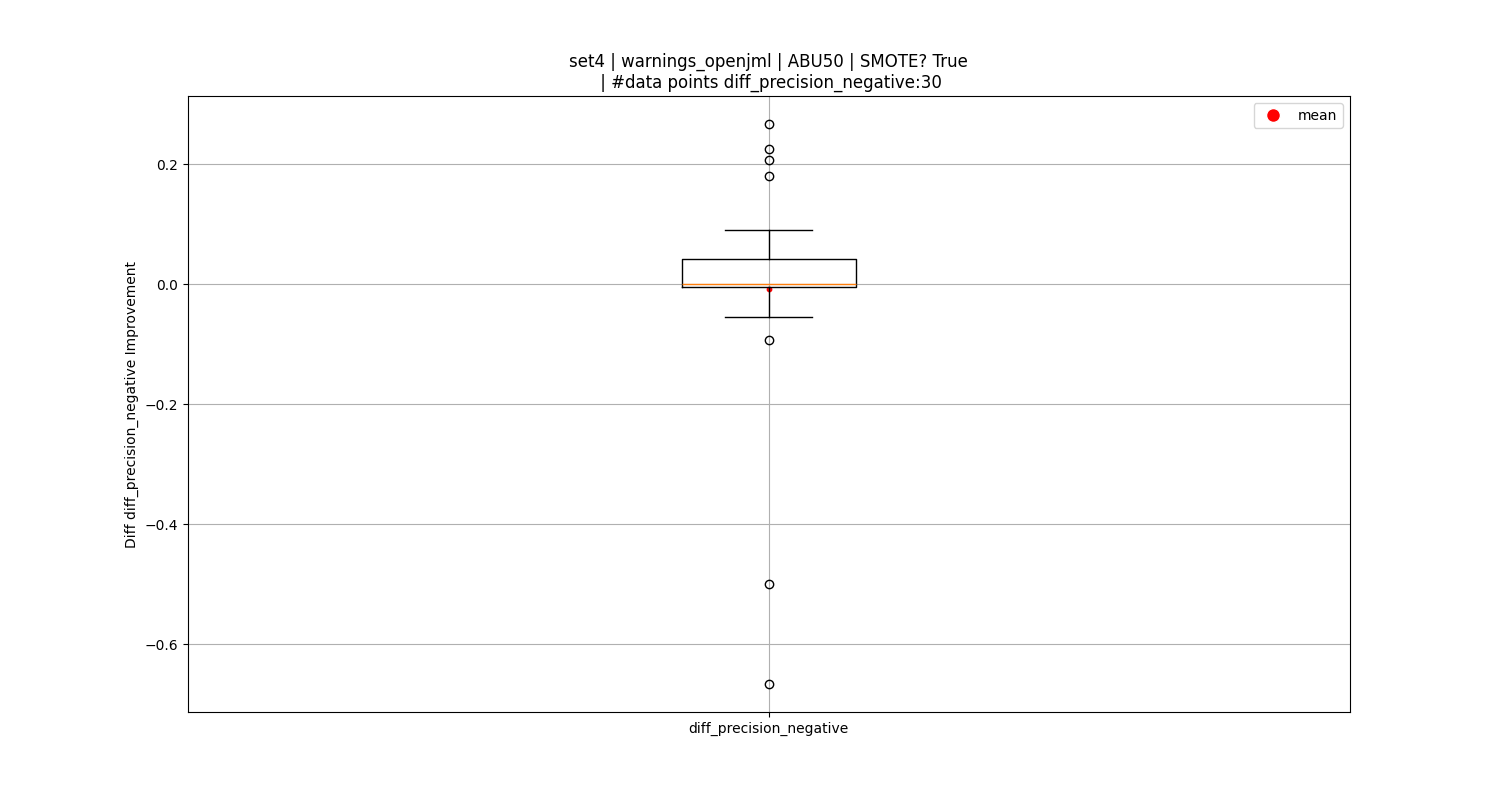 set4 | warnings_openjml | ABU50 | SMOTE? True
| #data points diff_precision_negative:30
mean
0.2
0.0
−0.2
−0.4
−0.6
Diff diff_precision_negative Improvement
diff_precision_negative